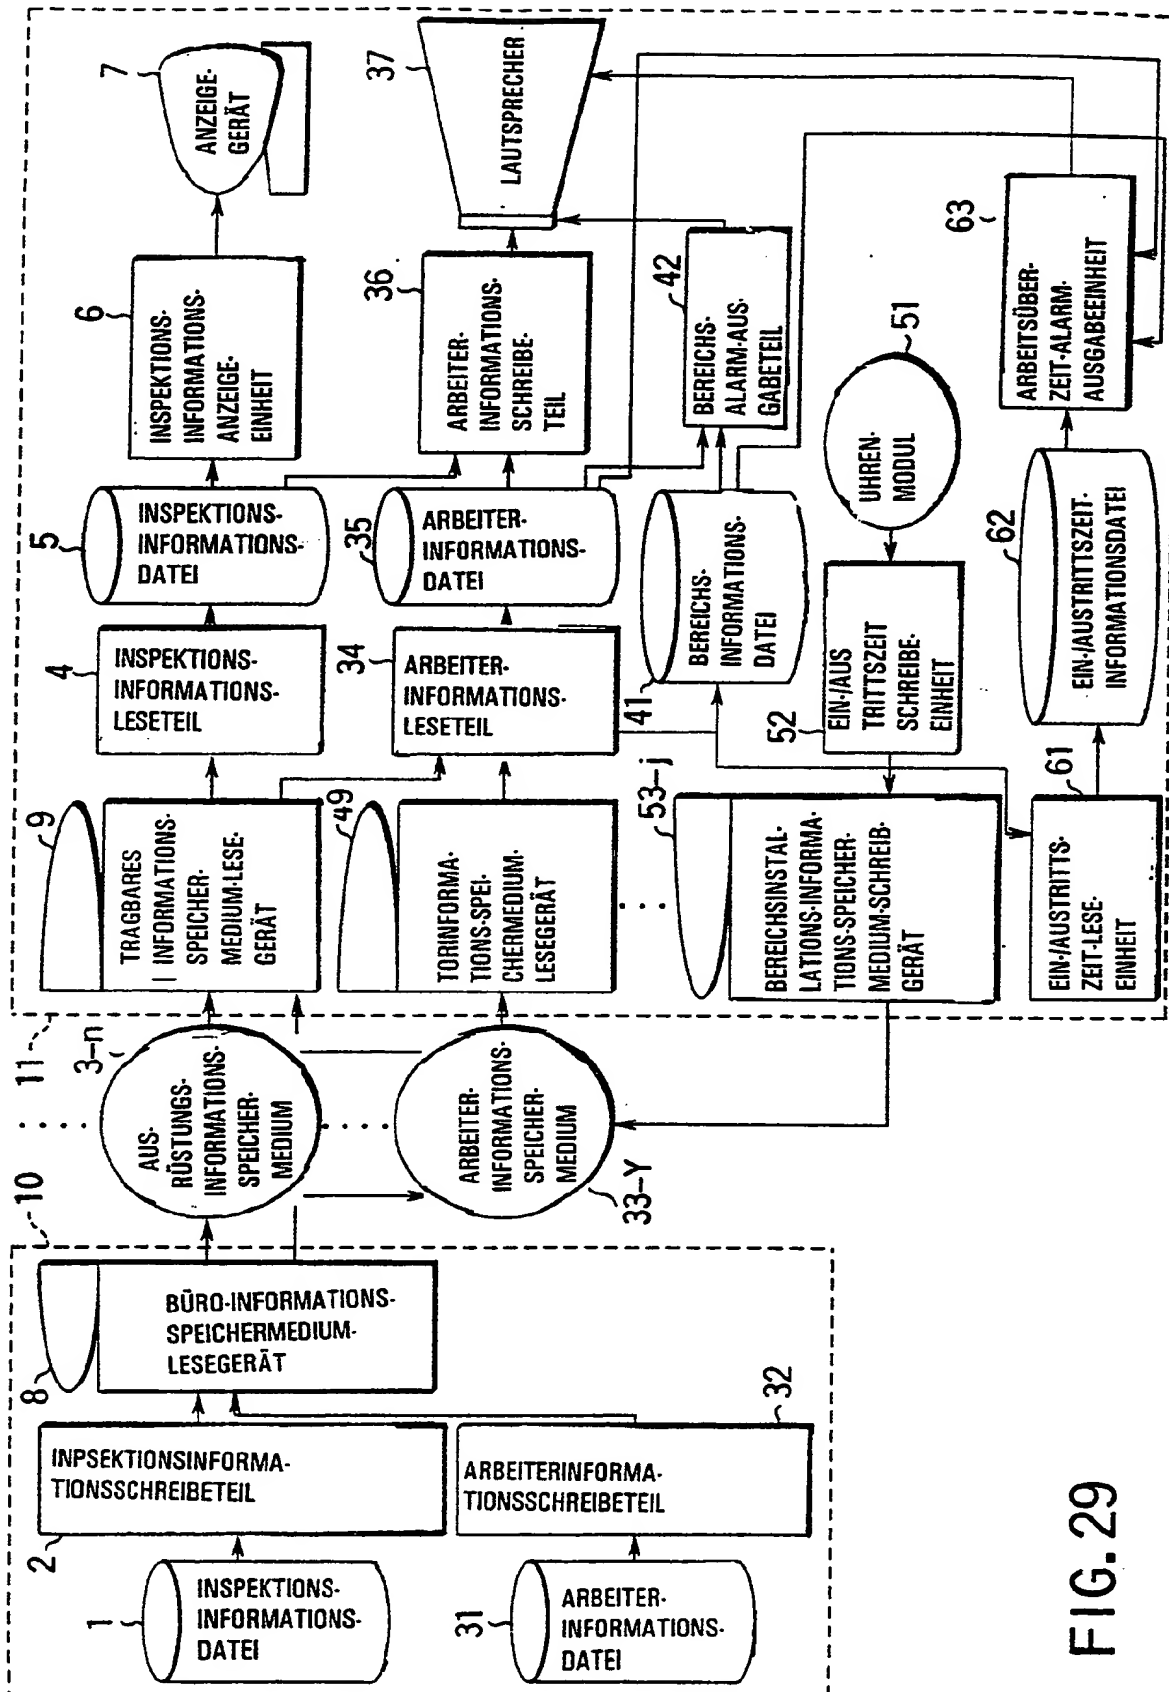 10
1
INSPEKTIONS-
INFORMATIONS-
DATEI
2
INPSEKTIONSINFORMA-
TIONSSCHREIBETEIL
8
BÜRO-INFORMATIONS-
SPEICHERMEDIUM-
LESEGERÄT
31
ARBEITER-
INFORMATIONS-
DATEI
ARBEITERINFORMA-
TIONSSCHREIBETEIL
32
11
3-n
AUS-
RÜSTUNGS-
INFORMATIONS-
SPEICHER-
MEDIUM
ARBEITER-
INFORMATIONS-
SPEICHER-
MEDIUM
33-Y
9
TRAGBARES
INFORMATIONS-
SPEICHER-
MEDIUM-LESE-
GERÄT
4
INSPEKTIONS-
INFORMATIONS-
LESETEIL
5
INSPEKTIONS-
INFORMATIONS-
DATEI
6
INSPEKTIONS-
INFORMATIONS-
ANZEIGE-
EINHEIT
7
ANZEIGE-
GERÄT
49
TORINFORMA-
TIONS-SPEI-
CHERMEDIUM-
LESEGERÄT
34
ARBEITER-
INFORMATIONS-
LESETEIL
35
ARBEITER-
INFORMATIONS-
DATEI
36
ARBEITER-
INFORMATIONS-
SCHREIBE-
TEIL
37
LAUTSPRECHER
41
BEREICHS-
INFORMATIONS-
DATEI
42
BEREICHS-
ALARM-AUS-
GABETEIL
53-j
BEREICHSINSTAL-
LATIONS-INFORMA-
TIONS-SPEICHER-
MEDIUM-SCHREIB-
GERÄT
52
EIN-/AUS
TRITTSZEIT
SCHREIBE-
EINHEIT
51
UHREN-
MODUL
61
EIN-/AUSTRITTS-
ZEIT-LESE-
EINHEIT
62
EIN-/AUSTRITTSZEIT-
INFORMATIONSDATEI
63
ARBEITSÜBER-
ZEIT-ALARM-
AUSGABEEINHEIT
FIG. 29